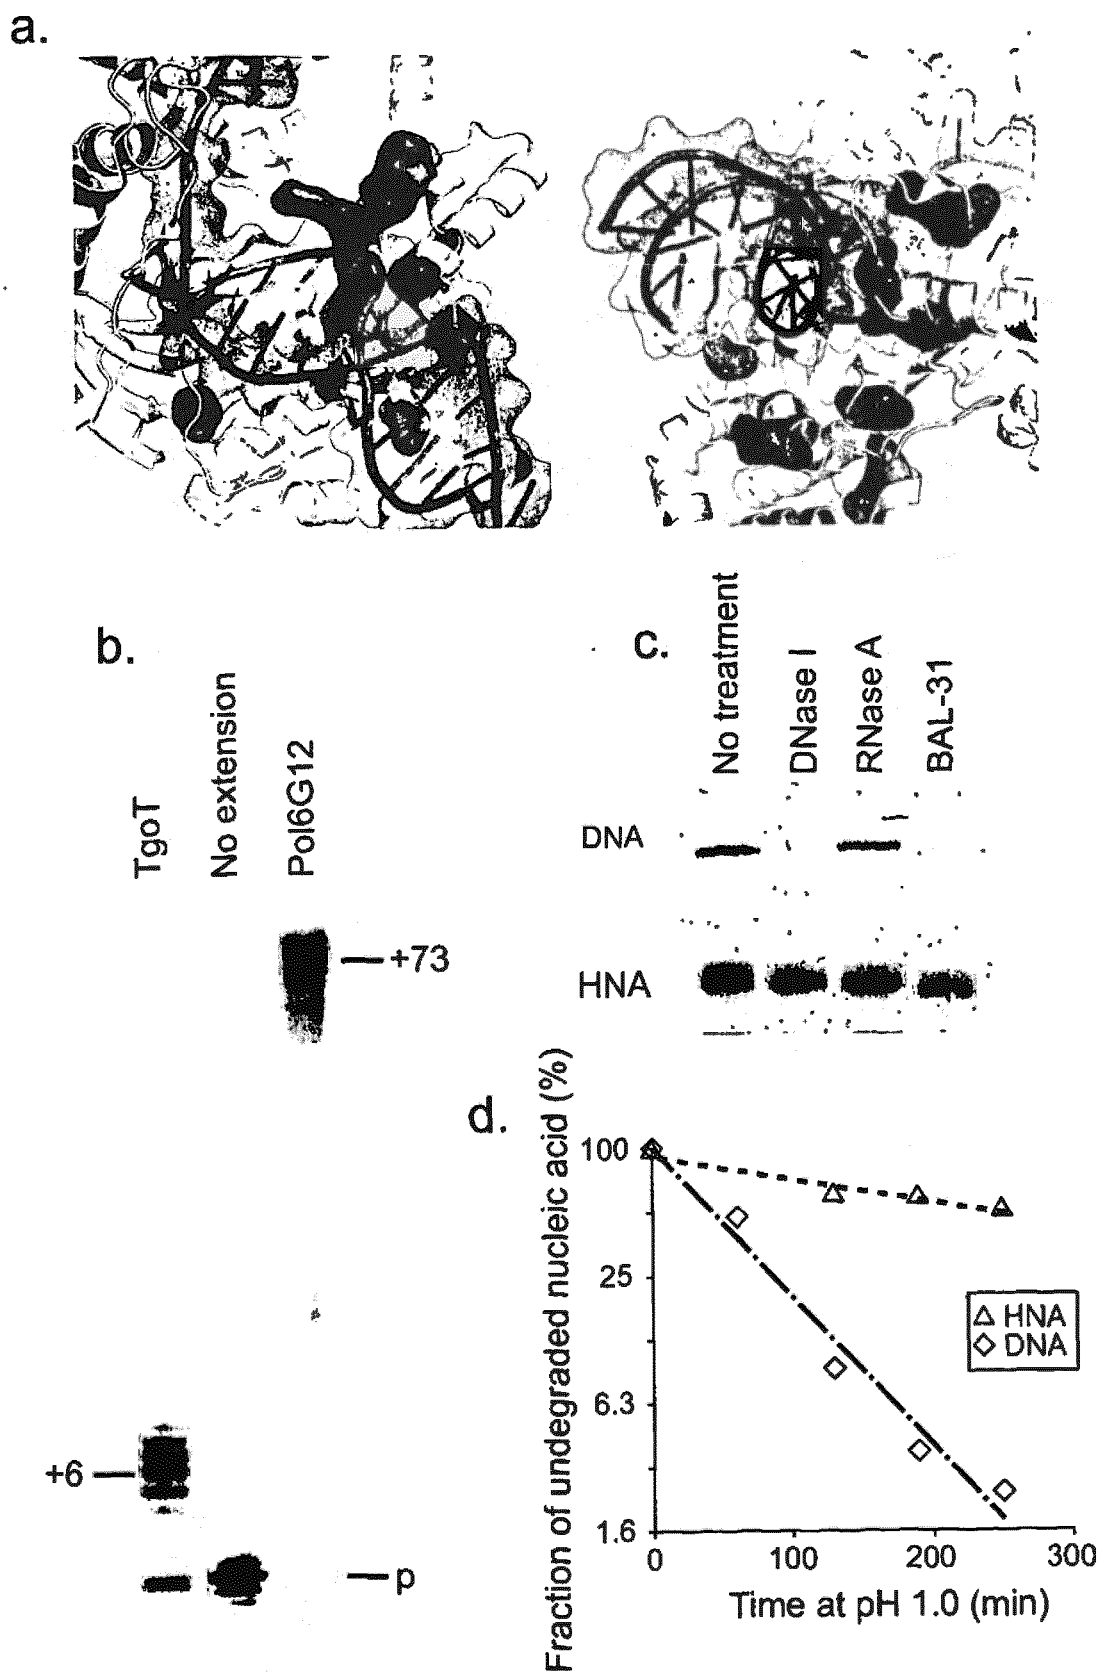 a.
b.
TgoT
No extension
Pol6G12
+73
+6
p
c.
No treatment
DNase I
RNase A
BAL-31
DNA
HNA
d.
Fraction of undegraded nucleic acid (%)
100
25
6.3
1.6
0
100
200
300
Time at pH 1.0 (min)
HNA
DNA